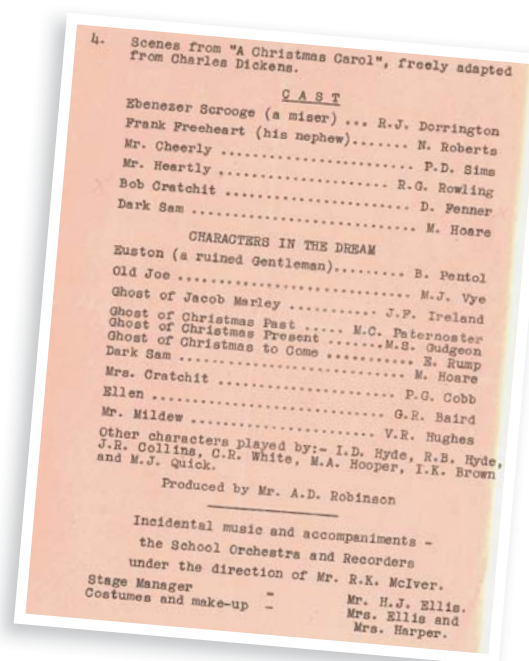 4. Scenes from "A Christmas Carol", freely adapted
from Charles Dickens.
CAST
Ebenezer Scrooge (a miser) ... R.J. Dorrington
Frank Freeheart (his nephew)....... N. Roberts
Mr. Cheerly ...................... P.D. Sims
Mr. Heartly .................... R.G. Rowling
Bob Cratchit ...................... D. Fenner
Dark Sam .......................... M. Hoare
CHARACTERS IN THE DREAM
Euston (a ruined Gentleman)......... B. Pentol
Old Joe ............................ M.J. Vye
Ghost of Jacob Marley ........... J.F. Ireland
Ghost of Christmas Past ..... M.C. Paternoster
Ghost of Christmas Present .......M.S. Gudgeon
Ghost of Christmas to Come .......... E. Rump
Dark Sam .......................... M. Hoare
Mrs. Cratchit ..................... P.G. Cobb
Ellen ............................ G.R. Baird
Mr. Mildew ...................... V.R. Hughes
Other characters played by:- I.D. Hyde, R.B. Hyde,
J.R. Collins, C.R. White, M.A. Hooper, I.K. Brown
and M.J. Quick.
Produced by Mr. A.D. Robinson
Incidental music and accompaniments -
the School Orchestra and Recorders
under the direction of Mr. R.K. McIver.
Stage Manager - Mr. H.J. Ellis.
Costumes and make-up - Mrs. Ellis and
Mrs. Harper.